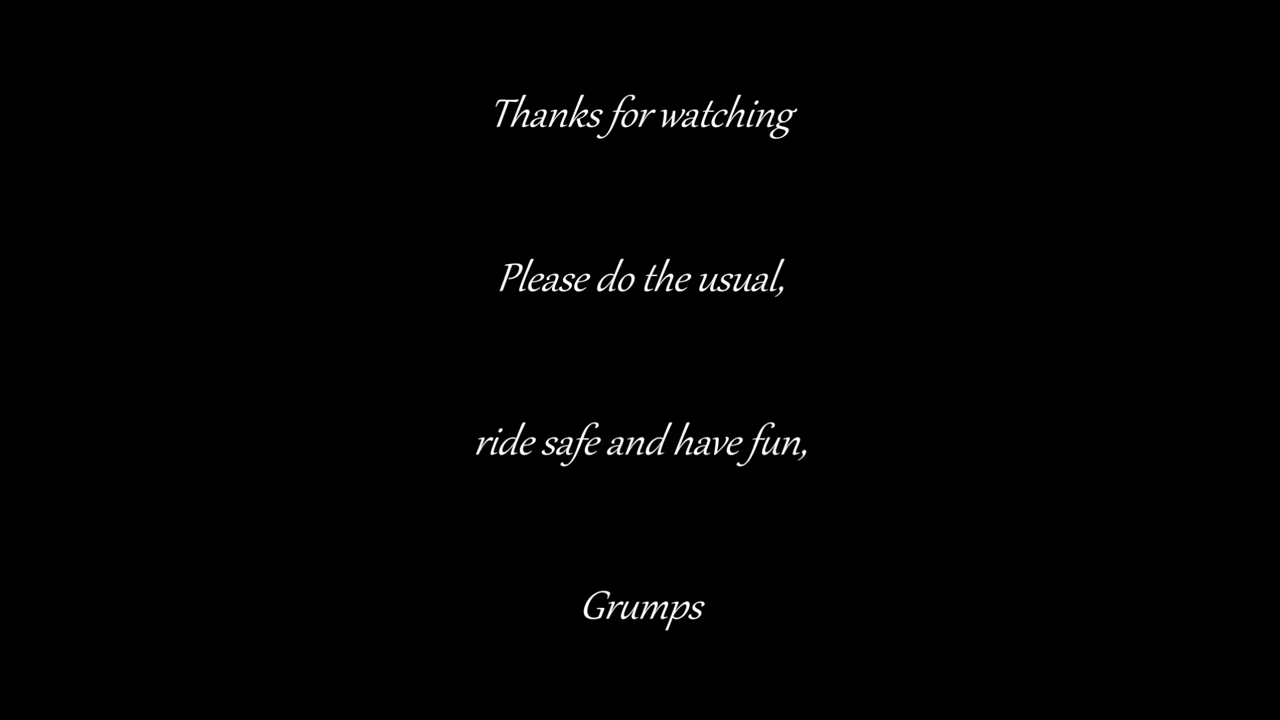 Thanks for watching
Please do the usual,
ride safe and have fun,
Grumps